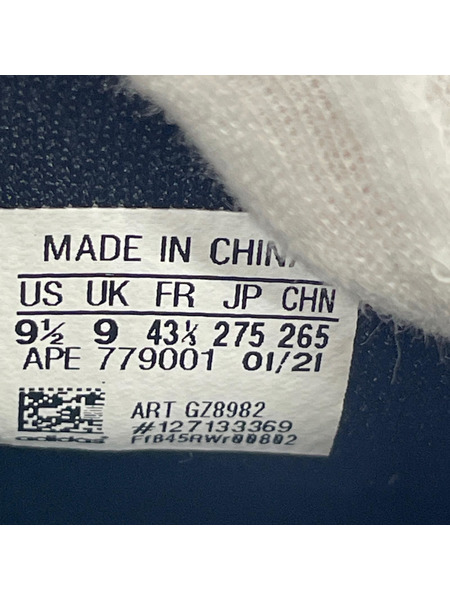 MADE IN CHINA
US UK FR JP CHN
9½ 9 43⅓ 275 265
APE 779001 01/21
ART GZ8982
#127133369
adidas FfB45RWr00802